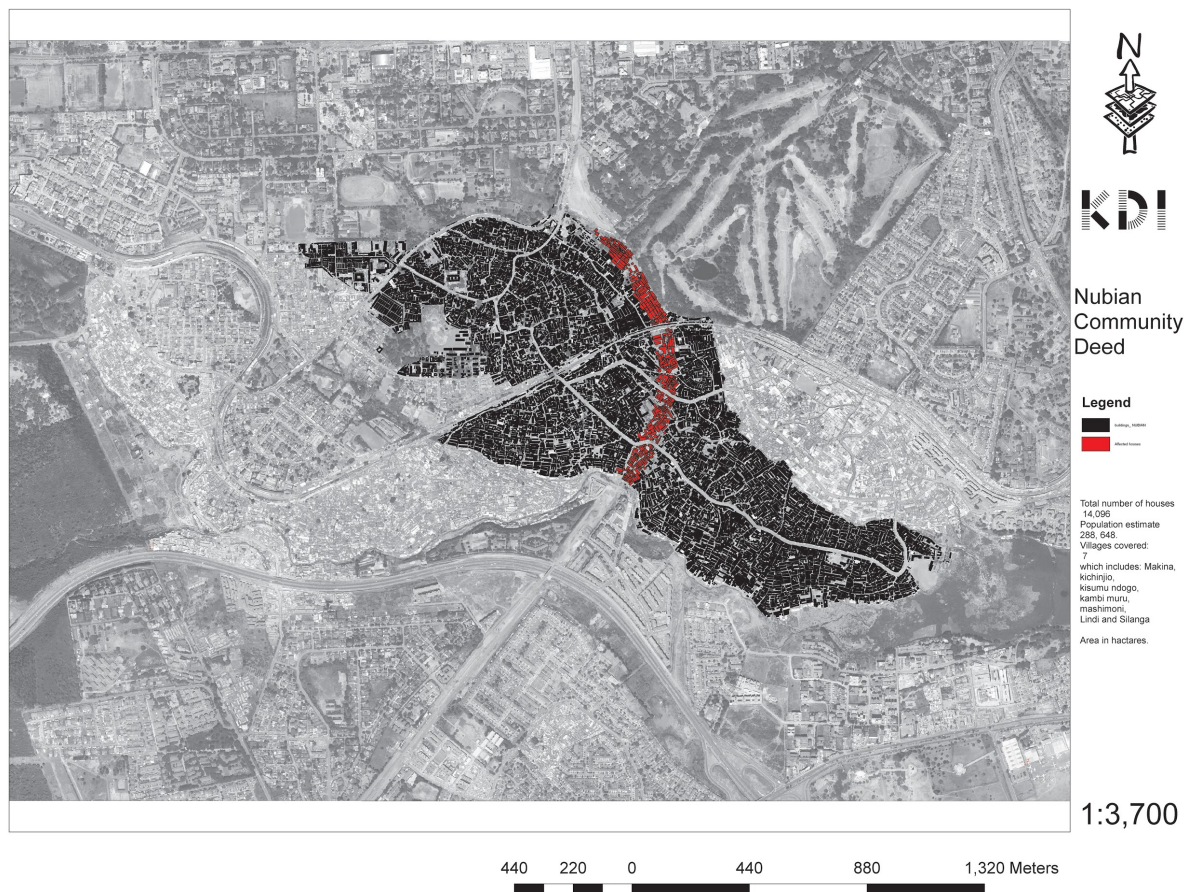 N
KDI
Nubian
Community
Deed
Legend
Affected houses
Total number of houses
14,096
Population estimate
288, 648.
Villages covered:
7
which includes: Makina,
kichinjio,
kisumu ndogo,
kambi muru,
mashimoni,
Lindi and Silanga
Area in hactares.
1:3,700
440 220 0 440 880 1,320 Meters